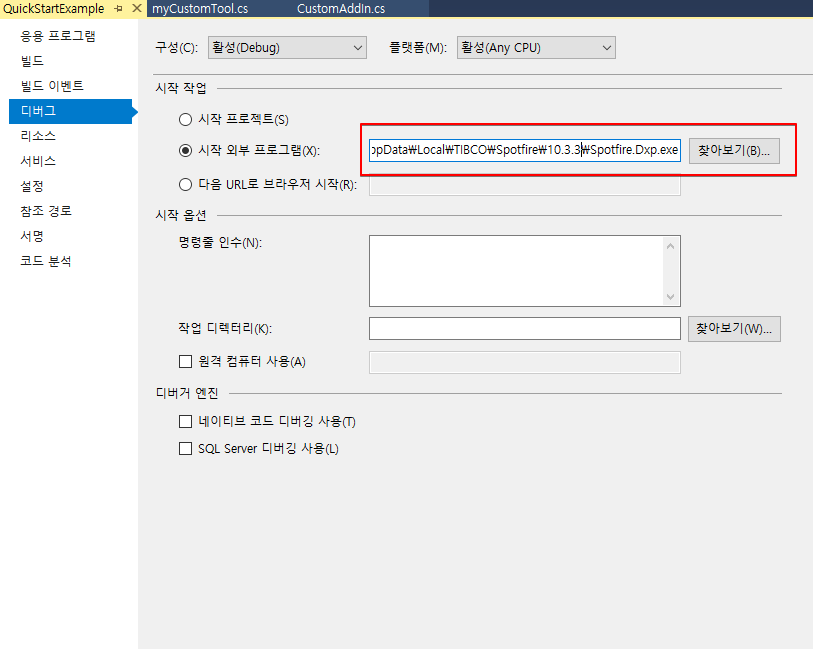 QuickStartExample myCustomTool.cs CustomAddIn.cs
응용 프로그램
빌드
빌드 이벤트
디버그
리소스
서비스
설정
참조 경로
서명
코드 분석
구성(C): 활성(Debug) 플랫폼(M): 활성(Any CPU)
시작 작업
시작 프로젝트(S)
시작 외부 프로그램(X): ppData₩Local₩TIBCO₩Spotfire₩10.3.3₩Spotfire.Dxp.exe 찾아보기(B)...
다음 URL로 브라우저 시작(R):
시작 옵션
명령줄 인수(N):
작업 디렉터리(K): 찾아보기(W)...
원격 컴퓨터 사용(A)
디버거 엔진
네이티브 코드 디버깅 사용(T)
SQL Server 디버깅 사용(L)